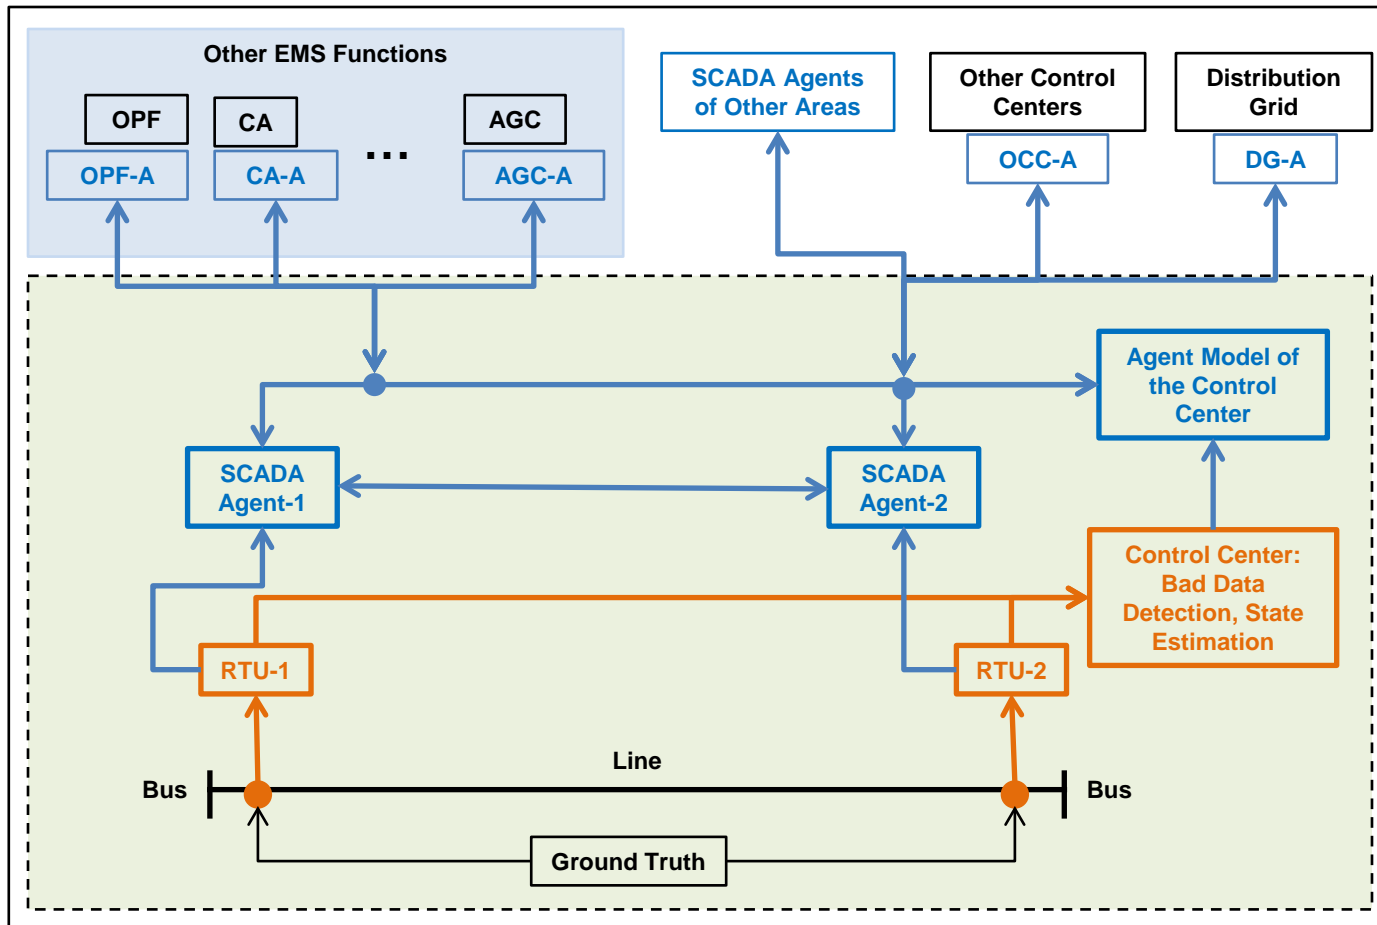 Other EMS Functions
OPF
CA
...
AGC
OPF-A
CA-A
AGC-A
SCADA Agents
of Other Areas
Other Control
Centers
OCC-A
Distribution
Grid
DG-A
Agent Model of
the Control
Center
SCADA
Agent-1
SCADA
Agent-2
Control Center:
Bad Data
Detection, State
Estimation
RTU-1
RTU-2
Line
Bus
Bus
Ground Truth